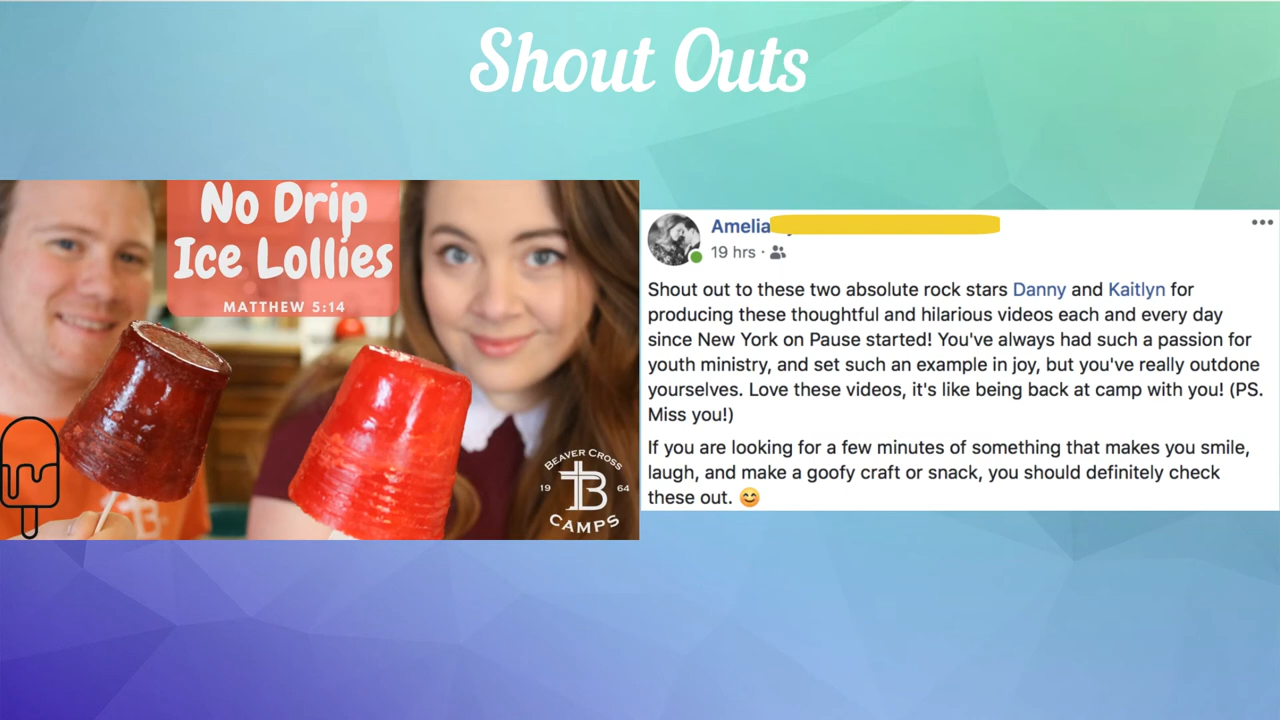 Shout Outs
No Drip
Ice Lollies
MATTHEW 5:14
BEAVER CROSS
19 64
CAMPS
Amelia
19 hrs ·
Shout out to these two absolute rock stars Danny and Kaitlyn for
producing these thoughtful and hilarious videos each and every day
since New York on Pause started! You've always had such a passion for
youth ministry, and set such an example in joy, but you've really outdone
yourselves. Love these videos, it's like being back at camp with you! (PS.
Miss you!)
If you are looking for a few minutes of something that makes you smile,
laugh, and make a goofy craft or snack, you should definitely check
these out. 😊